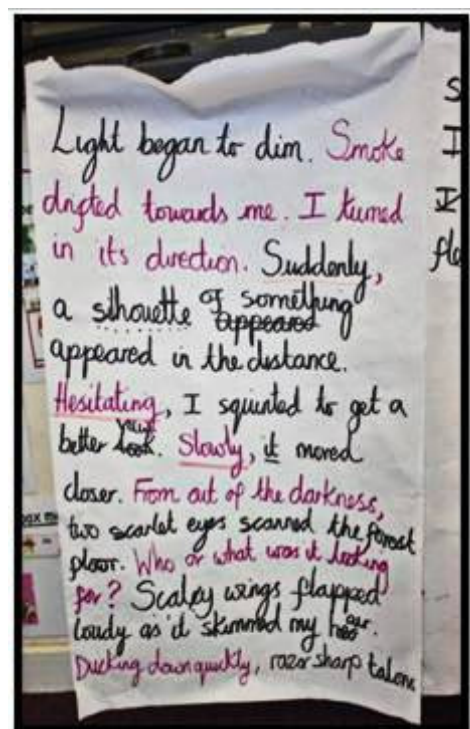 Light began to dim. Smoke
drifted towards me. I turned
in its direction. Suddenly,
a silhouette of something
appeared
appeared in the distance.
Hesitating, I squinted to get a
better look. Slowly, it moved
closer. From out of the darkness,
two scarlet eyes scanned the forest
floor. Who or what was it looking
for? Scaley wings flapped
loudly as it skimmed my hair.
Ducking down quickly, razor sharp talons
S
I
I
fle